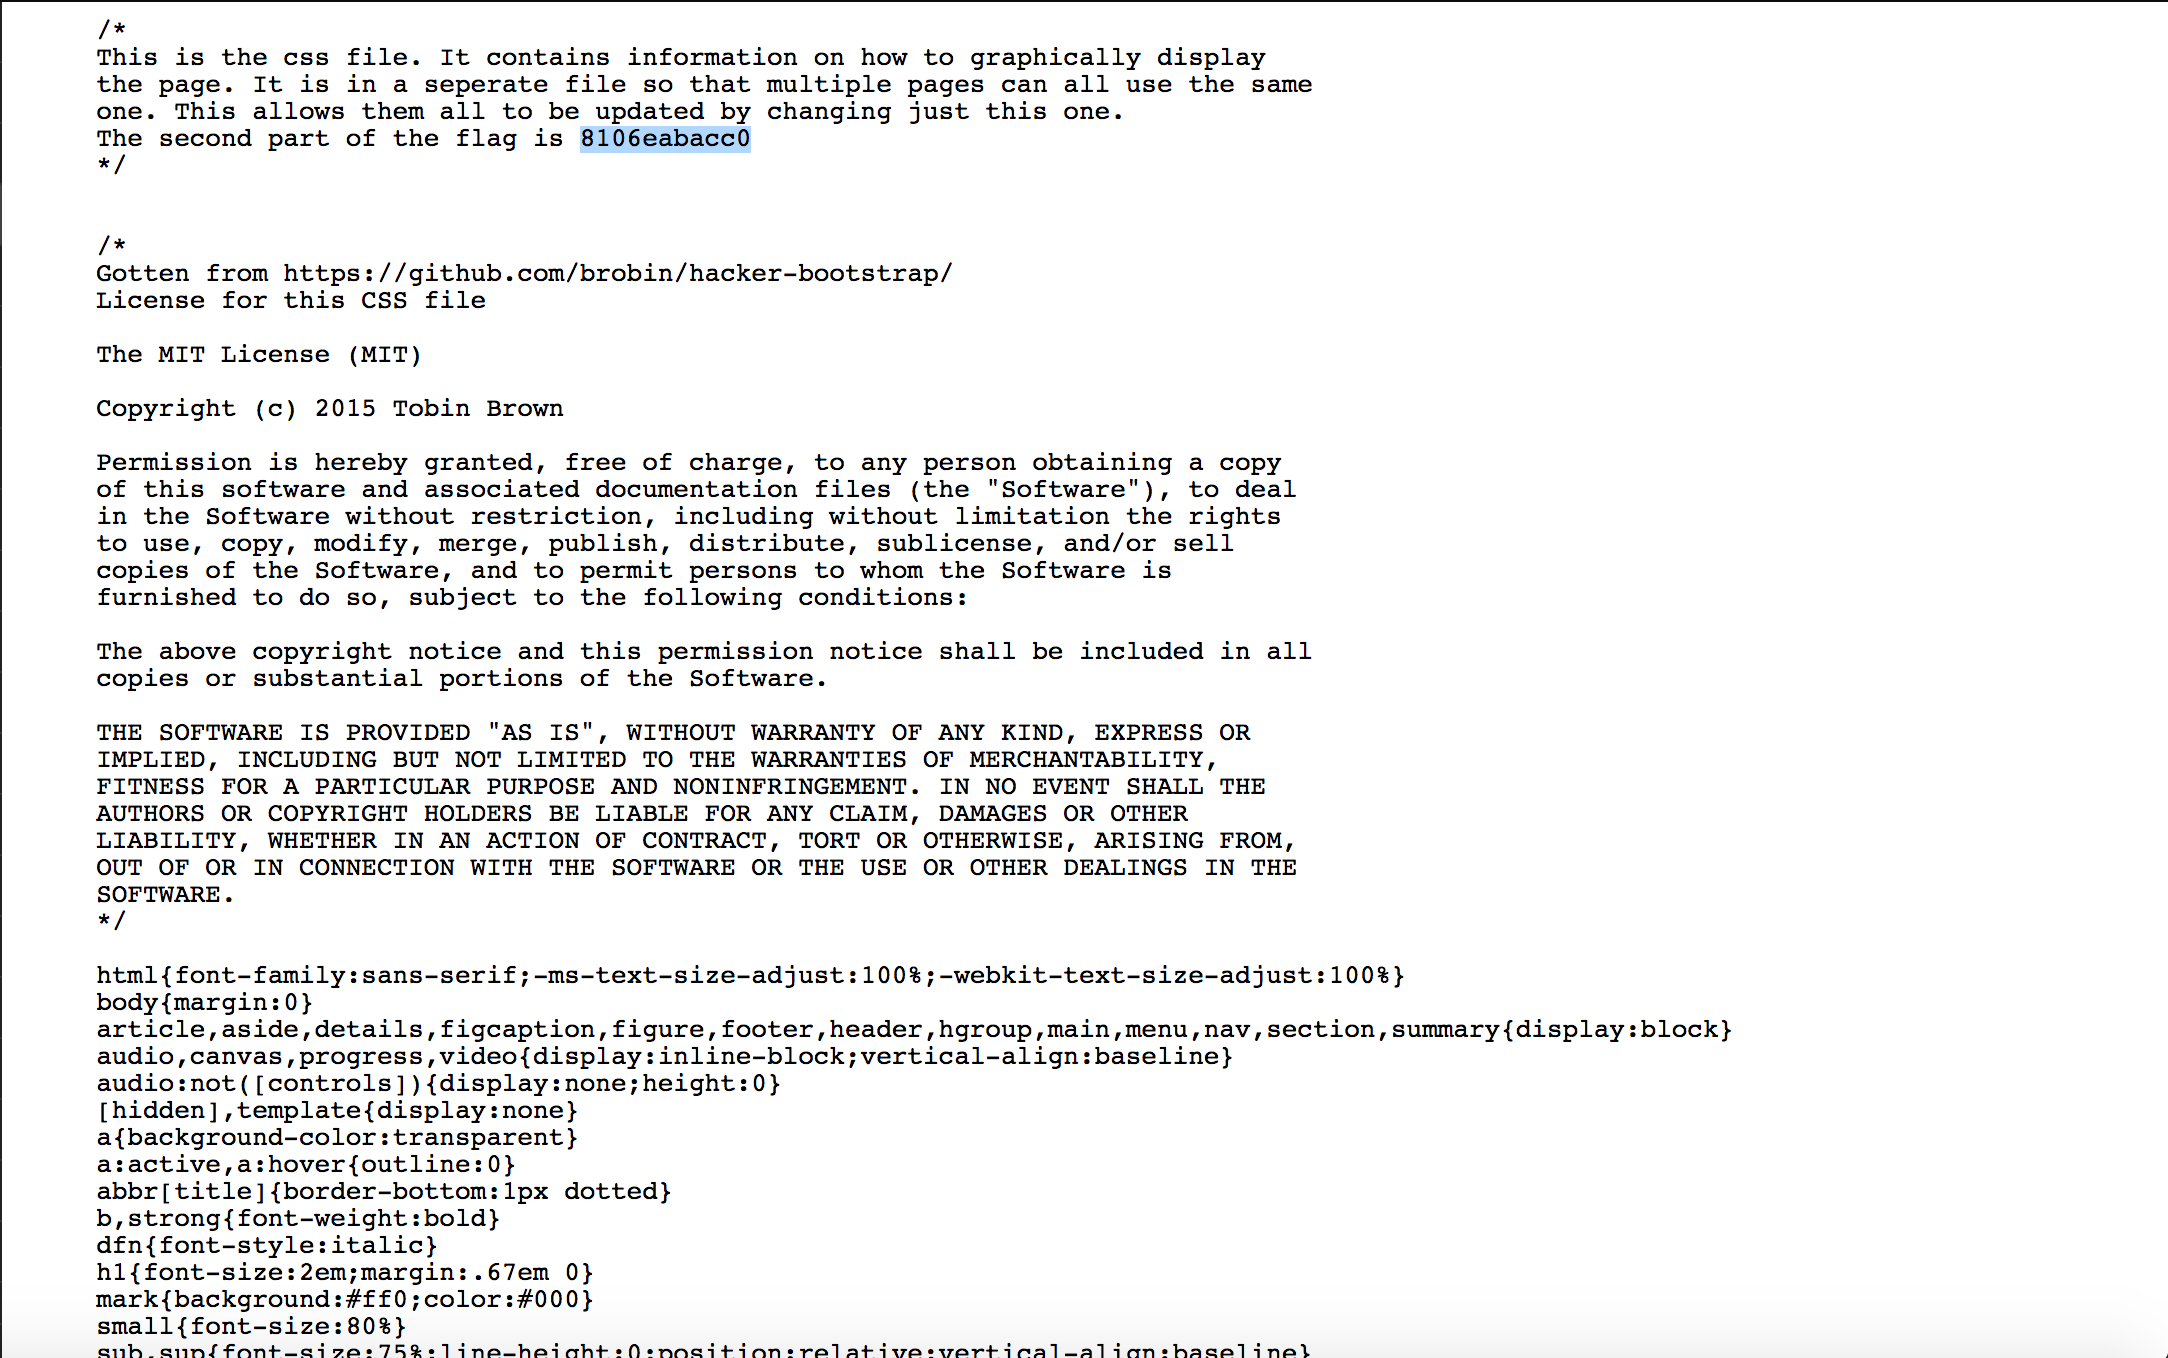 /*
This is the css file. It contains information on how to graphically display
the page. It is in a seperate file so that multiple pages can all use the same
one. This allows them all to be updated by changing just this one.
The second part of the flag is 8106eabacc0
*/
/*
Gotten from https://github.com/brobin/hacker-bootstrap/
License for this CSS file
The MIT License (MIT)
Copyright (c) 2015 Tobin Brown
Permission is hereby granted, free of charge, to any person obtaining a copy
of this software and associated documentation files (the "Software"), to deal
in the Software without restriction, including without limitation the rights
to use, copy, modify, merge, publish, distribute, sublicense, and/or sell
copies of the Software, and to permit persons to whom the Software is
furnished to do so, subject to the following conditions:
The above copyright notice and this permission notice shall be included in all
copies or substantial portions of the Software.
THE SOFTWARE IS PROVIDED "AS IS", WITHOUT WARRANTY OF ANY KIND, EXPRESS OR
IMPLIED, INCLUDING BUT NOT LIMITED TO THE WARRANTIES OF MERCHANTABILITY,
FITNESS FOR A PARTICULAR PURPOSE AND NONINFRINGEMENT. IN NO EVENT SHALL THE
AUTHORS OR COPYRIGHT HOLDERS BE LIABLE FOR ANY CLAIM, DAMAGES OR OTHER
LIABILITY, WHETHER IN AN ACTION OF CONTRACT, TORT OR OTHERWISE, ARISING FROM,
OUT OF OR IN CONNECTION WITH THE SOFTWARE OR THE USE OR OTHER DEALINGS IN THE
SOFTWARE.
*/
html{font-family:sans-serif;-ms-text-size-adjust:100%;-webkit-text-size-adjust:100%}
body{margin:0}
article,aside,details,figcaption,figure,footer,header,hgroup,main,menu,nav,section,summary{display:block}
audio,canvas,progress,video{display:inline-block;vertical-align:baseline}
audio:not([controls]){display:none;height:0}
[hidden],template{display:none}
a{background-color:transparent}
a:active,a:hover{outline:0}
abbr[title]{border-bottom:1px dotted}
b,strong{font-weight:bold}
dfn{font-style:italic}
h1{font-size:2em;margin:.67em 0}
mark{background:#ff0;color:#000}
small{font-size:80%}
sub,sup{font-size:75%;line-height:0;position:relative;vertical-align:baseline}